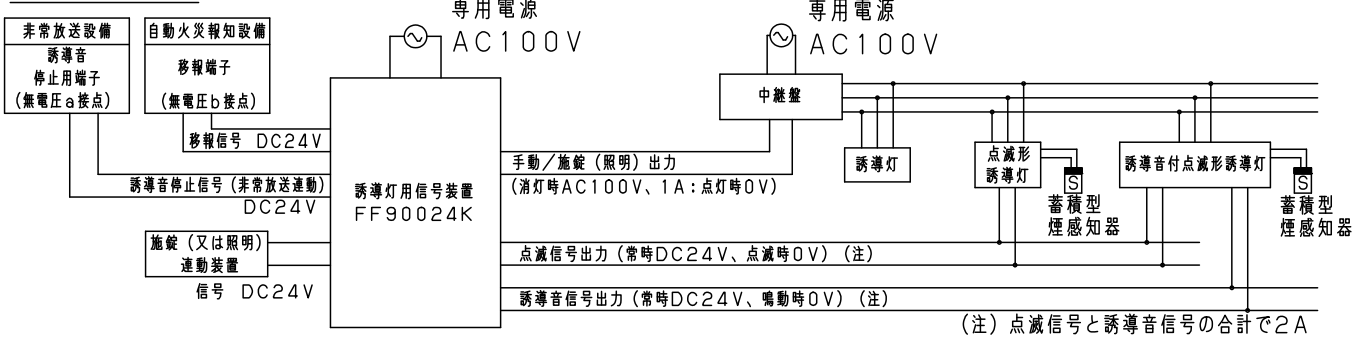 非常放送設備
誘導音
停止用端子
(無電圧a接点)
自動火災報知設備
移報端子
(無電圧b接点)
移報信号 DC24V
誘導音停止信号(非常放送連動)
DC24V
施錠(又は照明)
連動装置
信号 DC24V
専用電源
AC100V
誘導灯用信号装置
FF90024K
専用電源
AC100V
中継盤
手動/施錠(照明)出力
(消灯時AC100V、1A:点灯時0V)
点滅信号出力(常時DC24V、点滅時0V)(注)
誘導音信号出力(常時DC24V、鳴動時0V)(注)
誘導灯
点滅形
誘導灯
S
蓄積型
煙感知器
誘導音付点滅形誘導灯
S
蓄積型
煙感知器
(注)点滅信号と誘導音信号の合計で2A